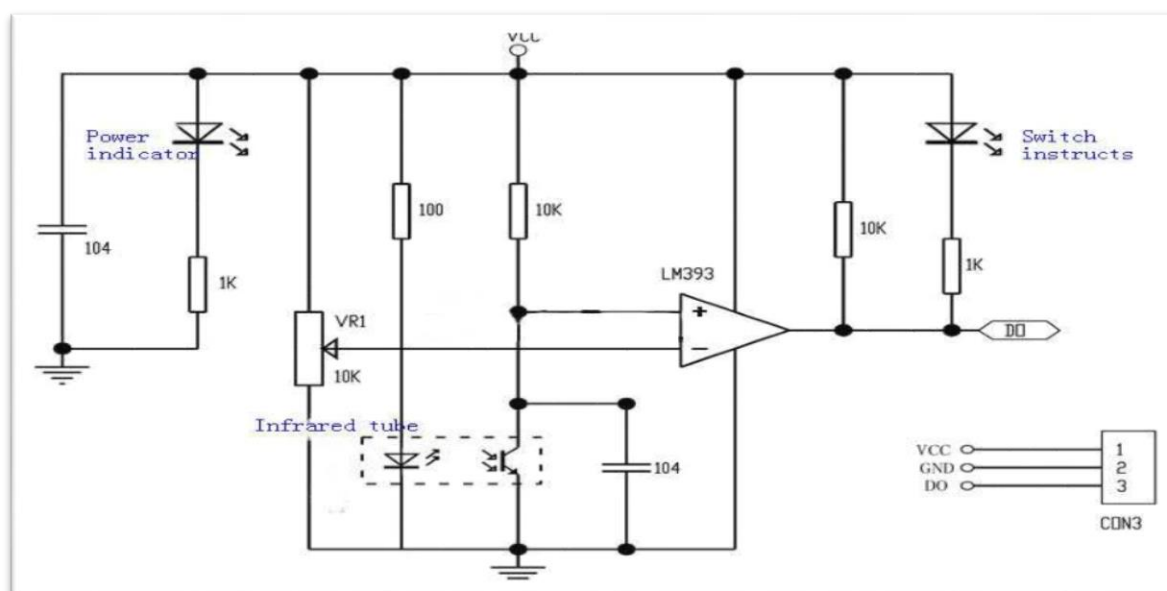 VCC
Power
indicator
Switch
instructs
100
10K
10K
104
1K
LM393
1K
VR1
10K
DO
Infrared tube
104
VCC
GND
DO
1
2
3
CON3